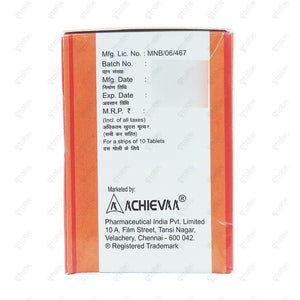 Mfg. Lic. No. : MNB/06/467
Batch No. :
घान संख्या
Mfg. Date :
निर्माण तिथि
Exp. Date :
अवसान तिथि
M.R.P. ₹ :
(Incl. of all taxes)
अधिकतम खुदरा मूल्य रु.
(सभी कर सहित)
For a strips of 10 Tablets
दस गोली के लिये
Marketed by:
ACHIEVAA®
Pharmaceutical India Pvt. Limited
10 A, Film Street, Tansi Nagar,
Velachery, Chennai - 600 042.
® Registered Trademark